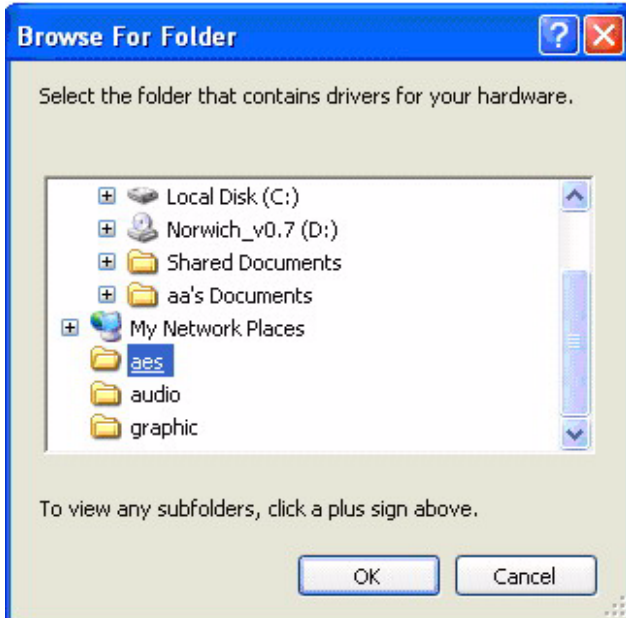 Browse For Folder
Select the folder that contains drivers for your hardware.
Local Disk (C:)
Norwich_v0.7 (D:)
Shared Documents
aa's Documents
My Network Places
aes
audio
graphic
To view any subfolders, click a plus sign above.
OK Cancel